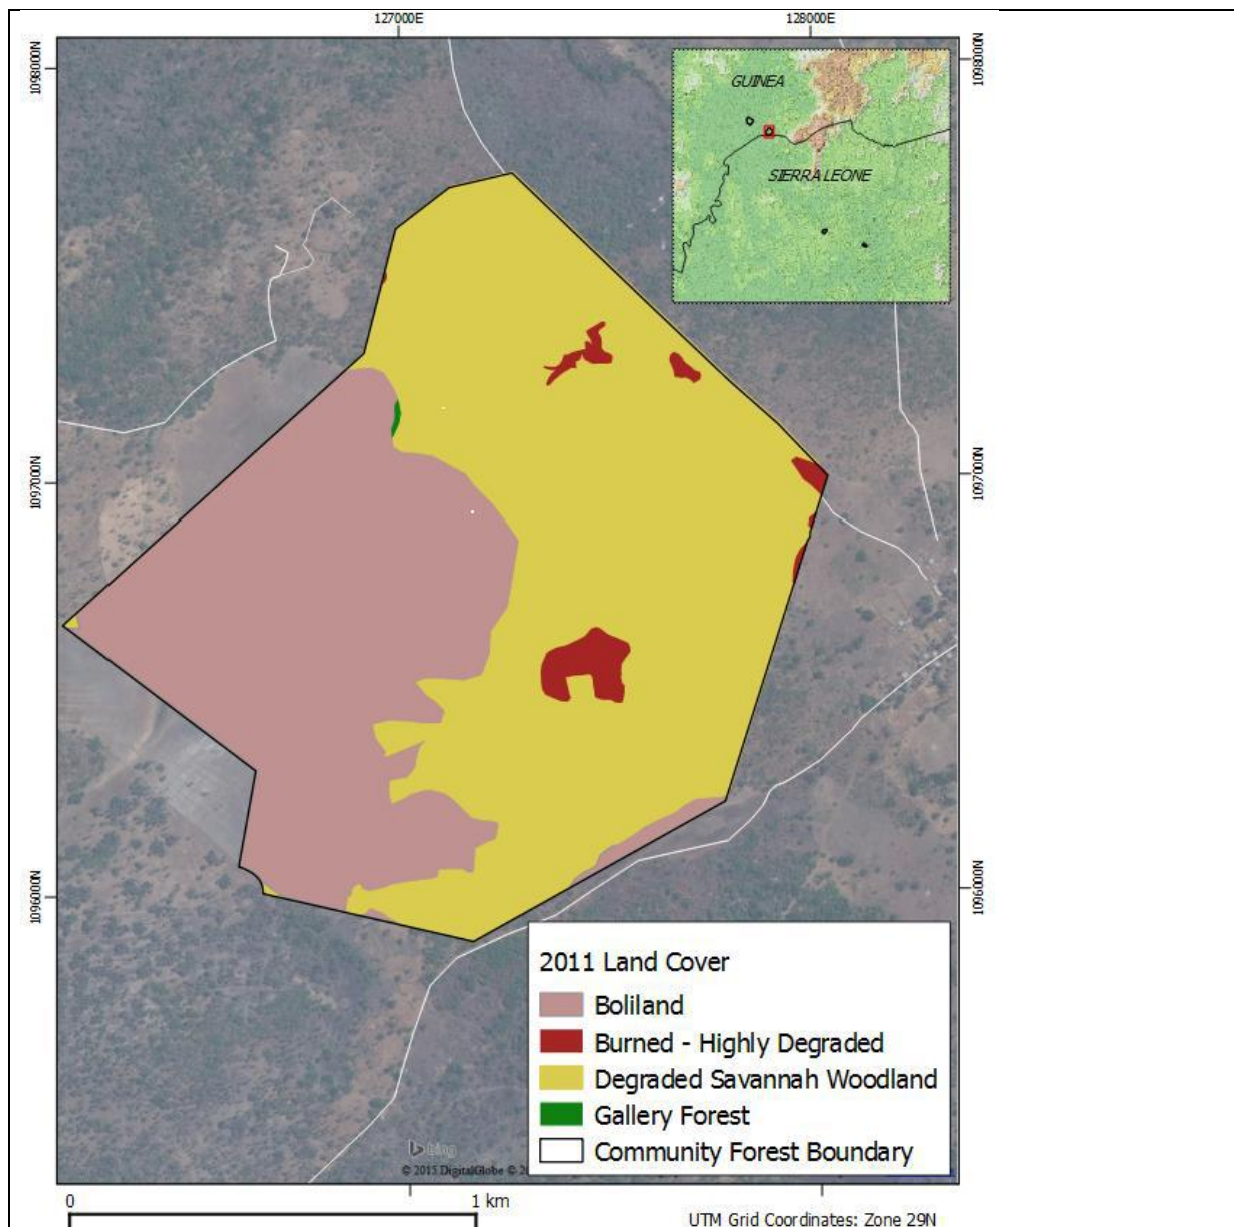 127000E
128000E
1098000N
1098000N
GUINEA
SIERRA LEONE
1097000N
1097000N
1096000N
1096000N
2011 Land Cover
Boliland
Burned - Highly Degraded
Degraded Savannah Woodland
Gallery Forest
Community Forest Boundary
bing
© 2015 DigitalGlobe ©
0
1 km
UTM Grid Coordinates: Zone 29N